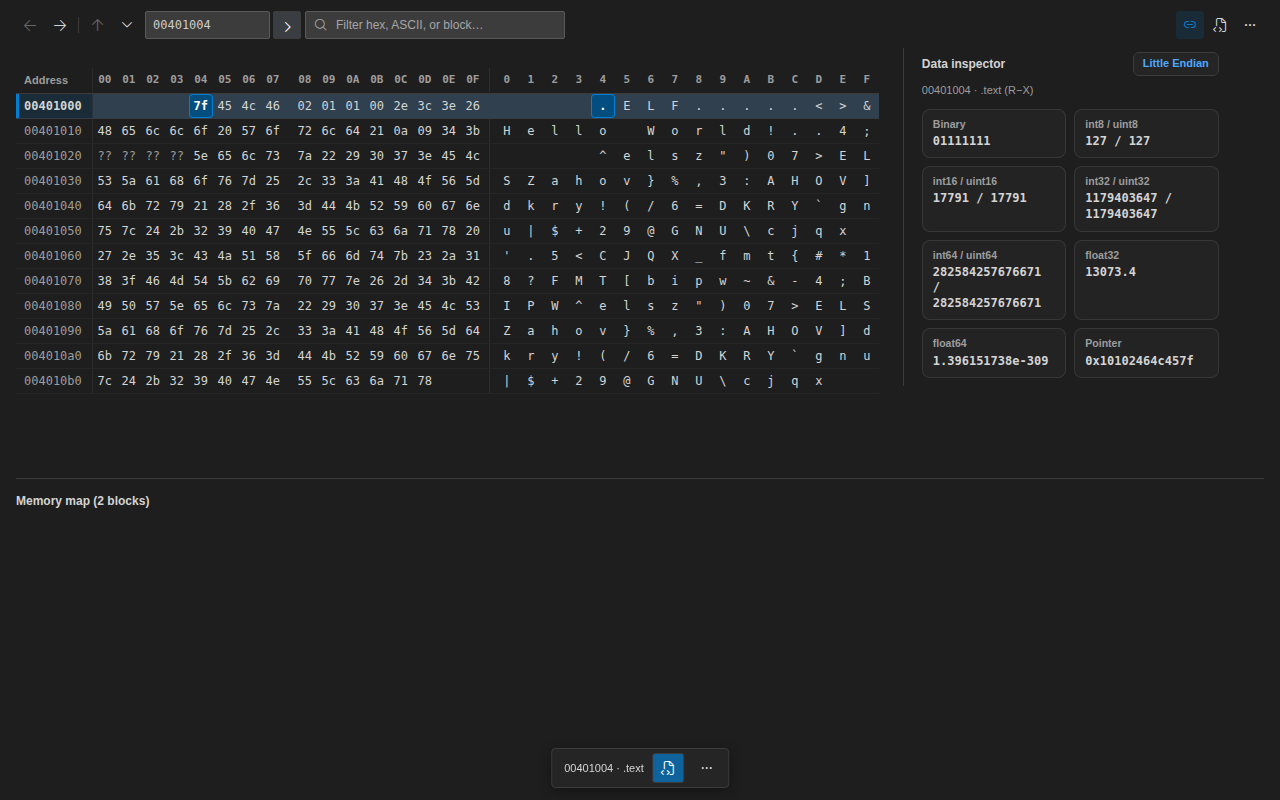 00401004 Filter hex, ASCII, or block…
Data inspector Little Endian
00401004 · .text (R−X)
Address 00 01 02 03 04 05 06 07 08 09 0A 0B 0C 0D 0E 0F 0 1 2 3 4 5 6 7 8 9 A B C D E F
00401000 7f 45 4c 46 02 01 01 00 2e 3c 3e 26 . E L F . . . . . < > &
00401010 48 65 6c 6c 6f 20 57 6f 72 6c 64 21 0a 09 34 3b H e l l o W o r l d ! . . 4 ;
00401020 ?? ?? ?? ?? 5e 65 6c 73 7a 22 29 30 37 3e 45 4c ^ e l s z " ) 0 7 > E L
00401030 53 5a 61 68 6f 76 7d 25 2c 33 3a 41 48 4f 56 5d S Z a h o v } % , 3 : A H O V ]
00401040 64 6b 72 79 21 28 2f 36 3d 44 4b 52 59 60 67 6e d k r y ! ( / 6 = D K R Y ` g n
00401050 75 7c 24 2b 32 39 40 47 4e 55 5c 63 6a 71 78 20 u | $ + 2 9 @ G N U \ c j q x
00401060 27 2e 35 3c 43 4a 51 58 5f 66 6d 74 7b 23 2a 31 ' . 5 < C J Q X _ f m t { # * 1
00401070 38 3f 46 4d 54 5b 62 69 70 77 7e 26 2d 34 3b 42 8 ? F M T [ b i p w ~ & - 4 ; B
00401080 49 50 57 5e 65 6c 73 7a 22 29 30 37 3e 45 4c 53 I P W ^ e l s z " ) 0 7 > E L S
00401090 5a 61 68 6f 76 7d 25 2c 33 3a 41 48 4f 56 5d 64 Z a h o v } % , 3 : A H O V ] d
004010a0 6b 72 79 21 28 2f 36 3d 44 4b 52 59 60 67 6e 75 k r y ! ( / 6 = D K R Y ` g n u
004010b0 7c 24 2b 32 39 40 47 4e 55 5c 63 6a 71 78 | $ + 2 9 @ G N U \ c j q x
Binary
01111111
int8 / uint8
127 / 127
int16 / uint16
17791 / 17791
int32 / uint32
1179403647 /
1179403647
int64 / uint64
282584257676671
/
282584257676671
float32
13073.4
float64
1.396151738e-309
Pointer
0x10102464c457f
Memory map (2 blocks)
00401004 · .text